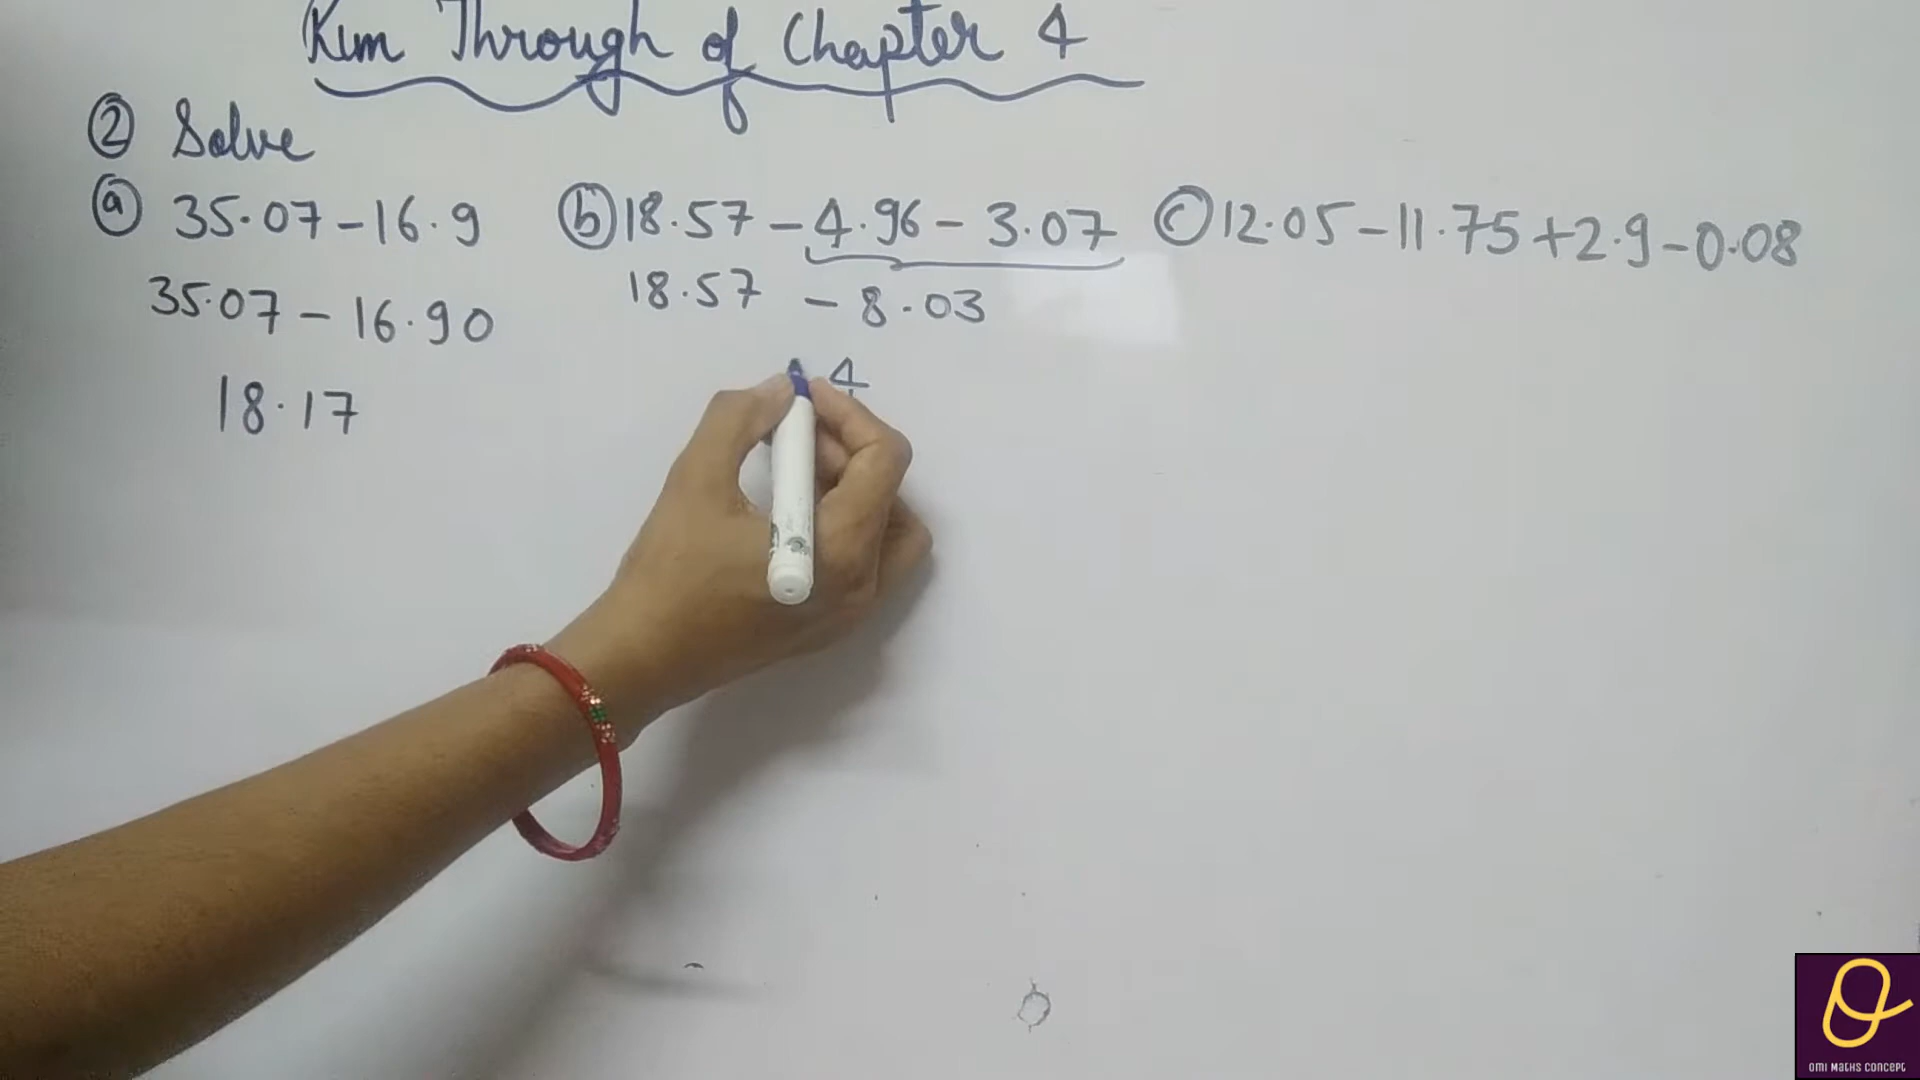 Run Through of Chapter 4
② Solve
ⓐ 35.07 - 16.9
35.07 - 16.90
18.17
ⓑ 18.57 - 4.96 - 3.07
18.57 - 8.03
4
ⓒ 12.05 - 11.75 + 2.9 - 0.08
OMI MATHS CONCEPT